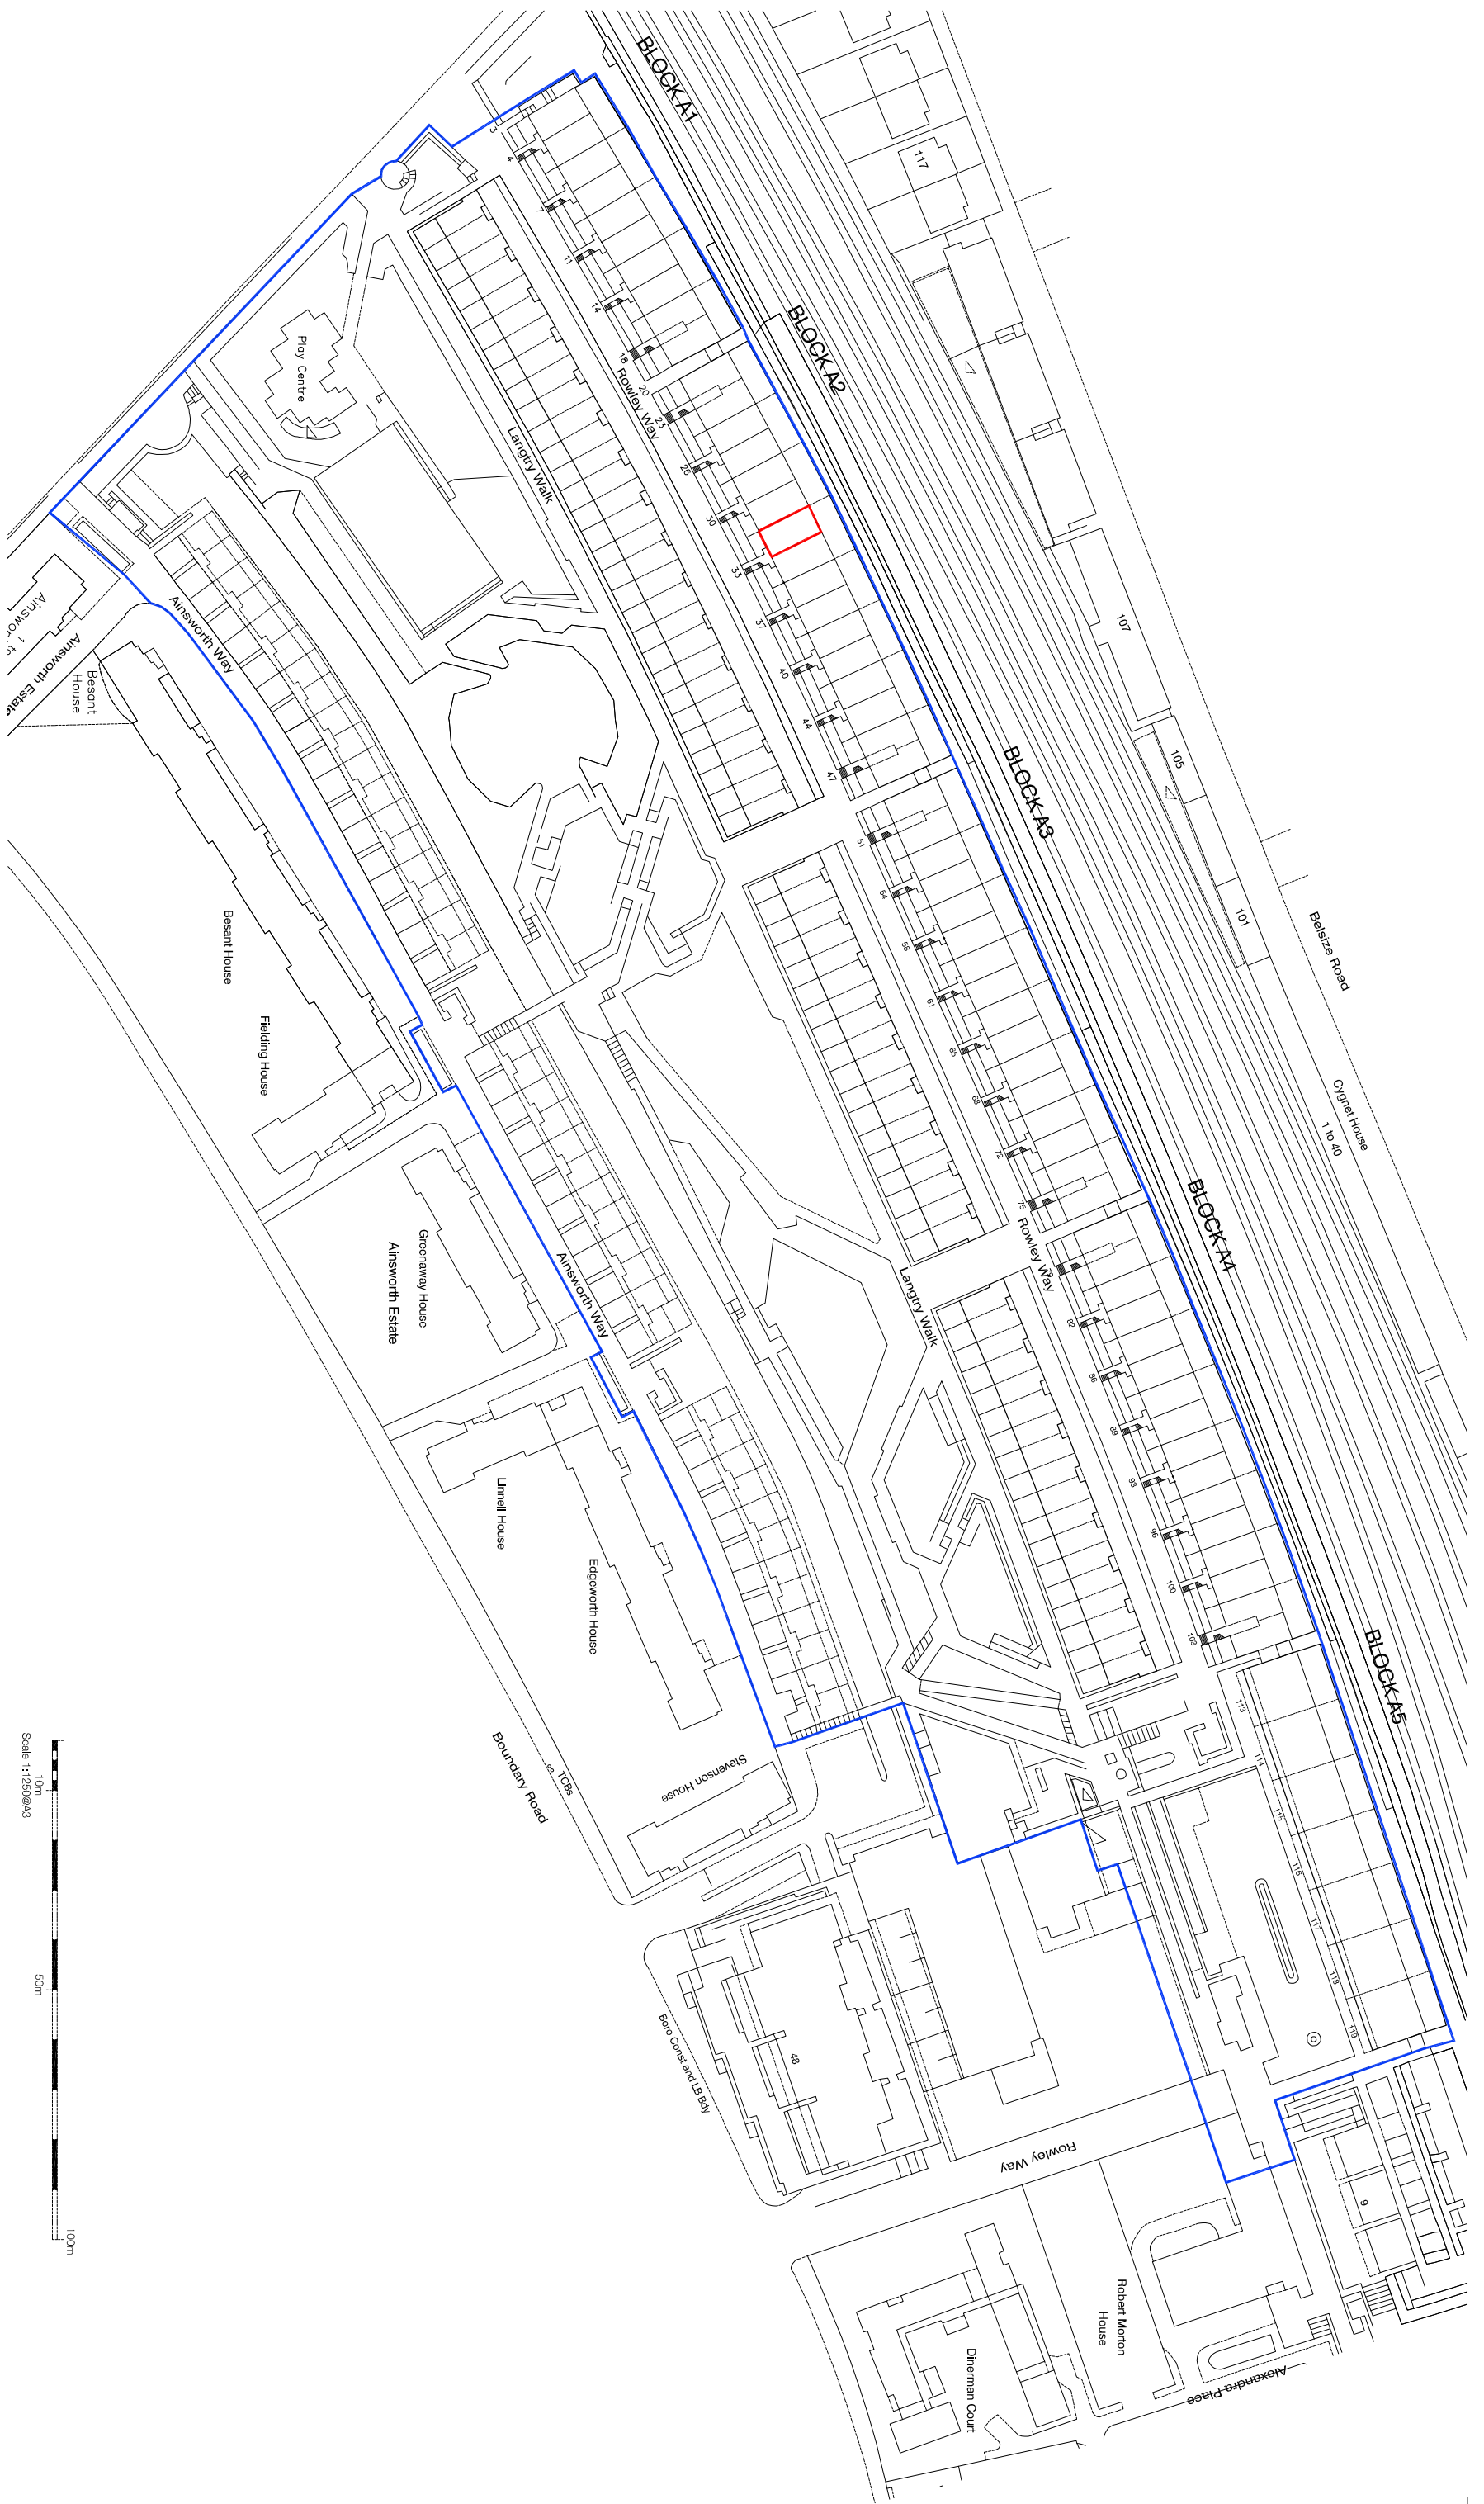 BLOCK A1
117
3
4
7
11
14
18
20
Rowley Way
23
26
30
33
37
40
44
47
BLOCK A2
Play Centre
Langtry Walk
107
105
101
Belsize Road
Cygnet House
1 to 40
BLOCK A3
Ainsworth Way
Ainsworth Estate
Besant
House
51
54
58
61
65
68
72
75
Besant House
Fielding House
BLOCK A4
Rowley Way
82
86
89
93
96
100
103
Langtry Walk
Greenaway House
Ainsworth Estate
Ainsworth Way
Linnell House
Edgeworth House
BLOCK A5
113
114
115
116
117
118
119
Stevenson House
TCBs
Boundary Road
48
Boro Const and LB Bdy
Rowley Way
9
Robert Morton
House
Dinerman Court
Alexandra Place
10m
50m
100m
Scale 1:1250@A3